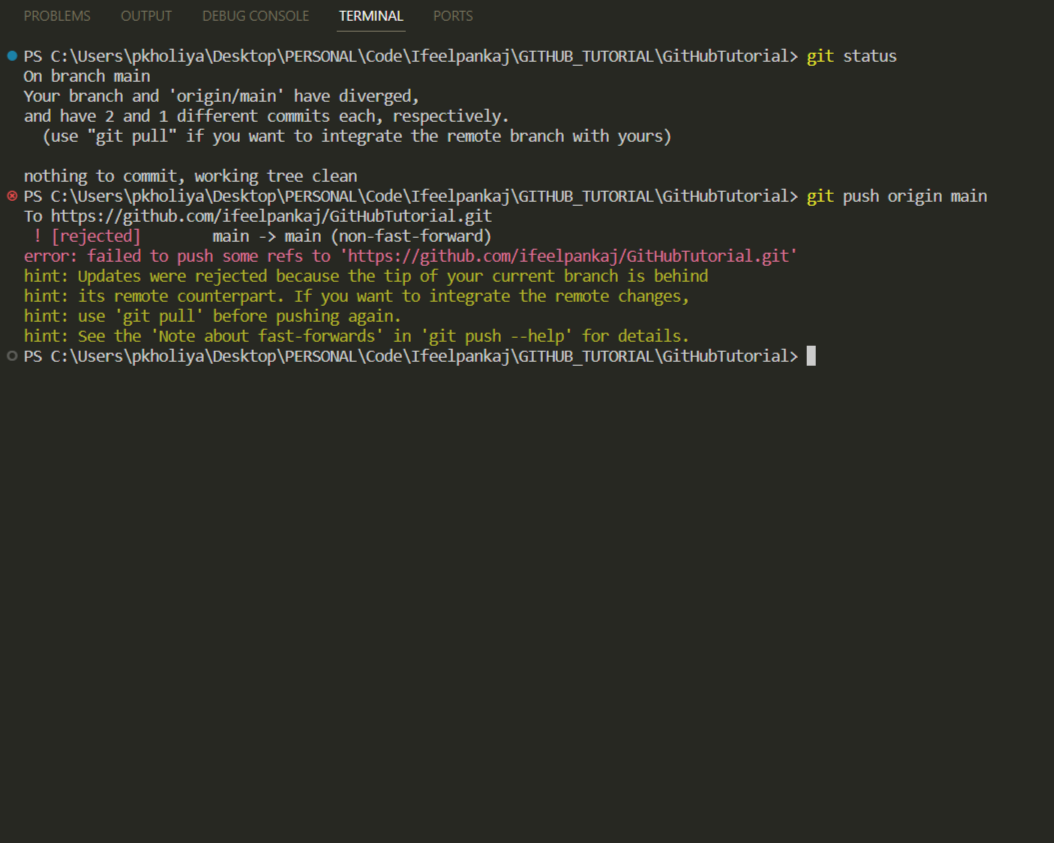 PROBLEMS OUTPUT DEBUG CONSOLE TERMINAL PORTS
PS C:\Users\pkholiya\Desktop\PERSONAL\Code\Ifeelpankaj\GITHUB_TUTORIAL\GitHubTutorial> git status
On branch main
Your branch and 'origin/main' have diverged,
and have 2 and 1 different commits each, respectively.
  (use "git pull" if you want to integrate the remote branch with yours)

nothing to commit, working tree clean
PS C:\Users\pkholiya\Desktop\PERSONAL\Code\Ifeelpankaj\GITHUB_TUTORIAL\GitHubTutorial> git push origin main
To https://github.com/ifeelpankaj/GitHubTutorial.git
 ! [rejected]        main -> main (non-fast-forward)
error: failed to push some refs to 'https://github.com/ifeelpankaj/GitHubTutorial.git'
hint: Updates were rejected because the tip of your current branch is behind
hint: its remote counterpart. If you want to integrate the remote changes,
hint: use 'git pull' before pushing again.
hint: See the 'Note about fast-forwards' in 'git push --help' for details.
PS C:\Users\pkholiya\Desktop\PERSONAL\Code\Ifeelpankaj\GITHUB_TUTORIAL\GitHubTutorial>